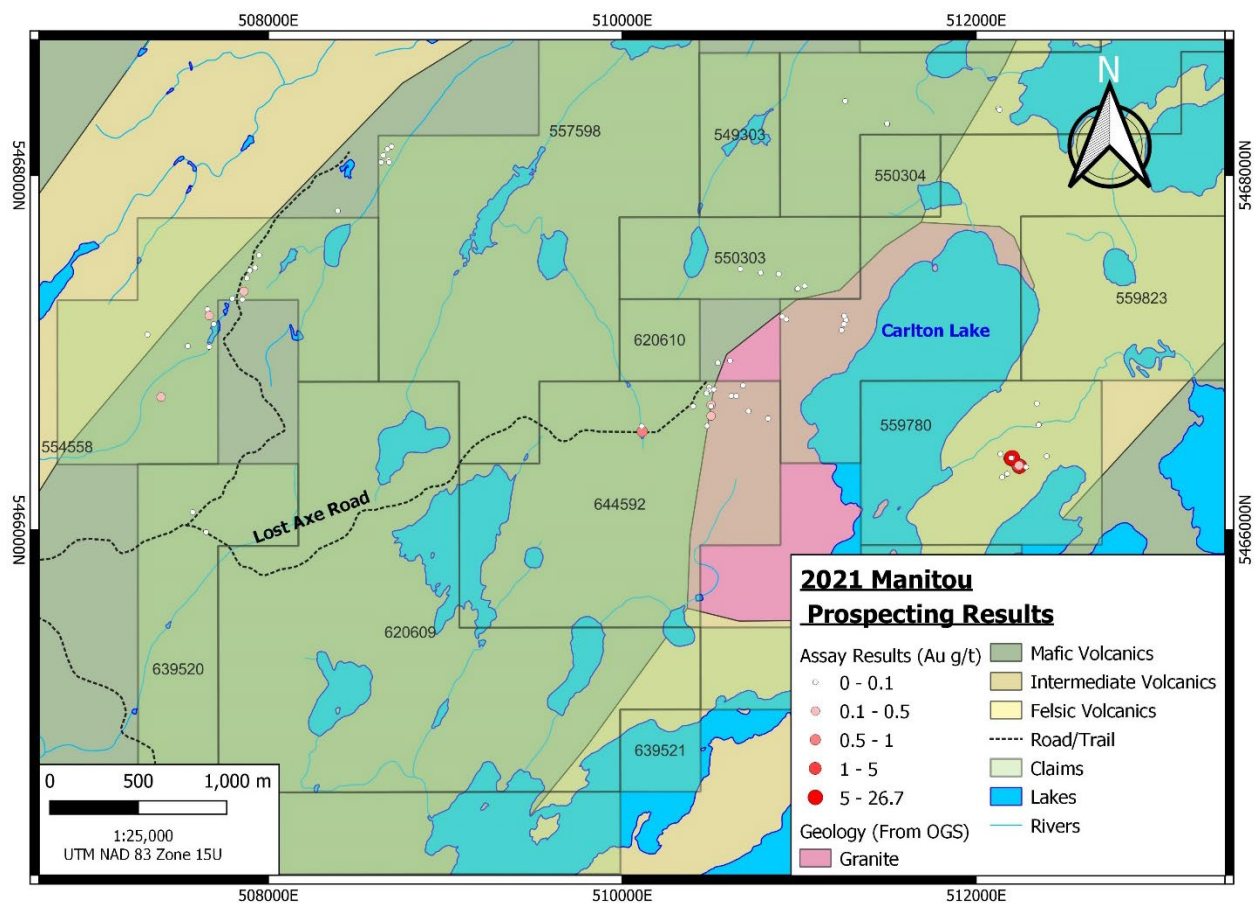 508000E
510000E
512000E
N
557598
549303
550304
5468000N
5468000N
550303
559823
Carlton Lake
620610
559780
554558
644592
Lost Axe Road
5466000N
5466000N
620609
639520
639521
2021 Manitou
Prospecting Results
Assay Results (Au g/t)
0 - 0.1
0.1 - 0.5
0.5 - 1
1 - 5
5 - 26.7
Geology (From OGS)
Granite
Mafic Volcanics
Intermediate Volcanics
Felsic Volcanics
Road/Trail
Claims
Lakes
Rivers
0 500 1,000 m
1:25,000
UTM NAD 83 Zone 15U
508000E
510000E
512000E